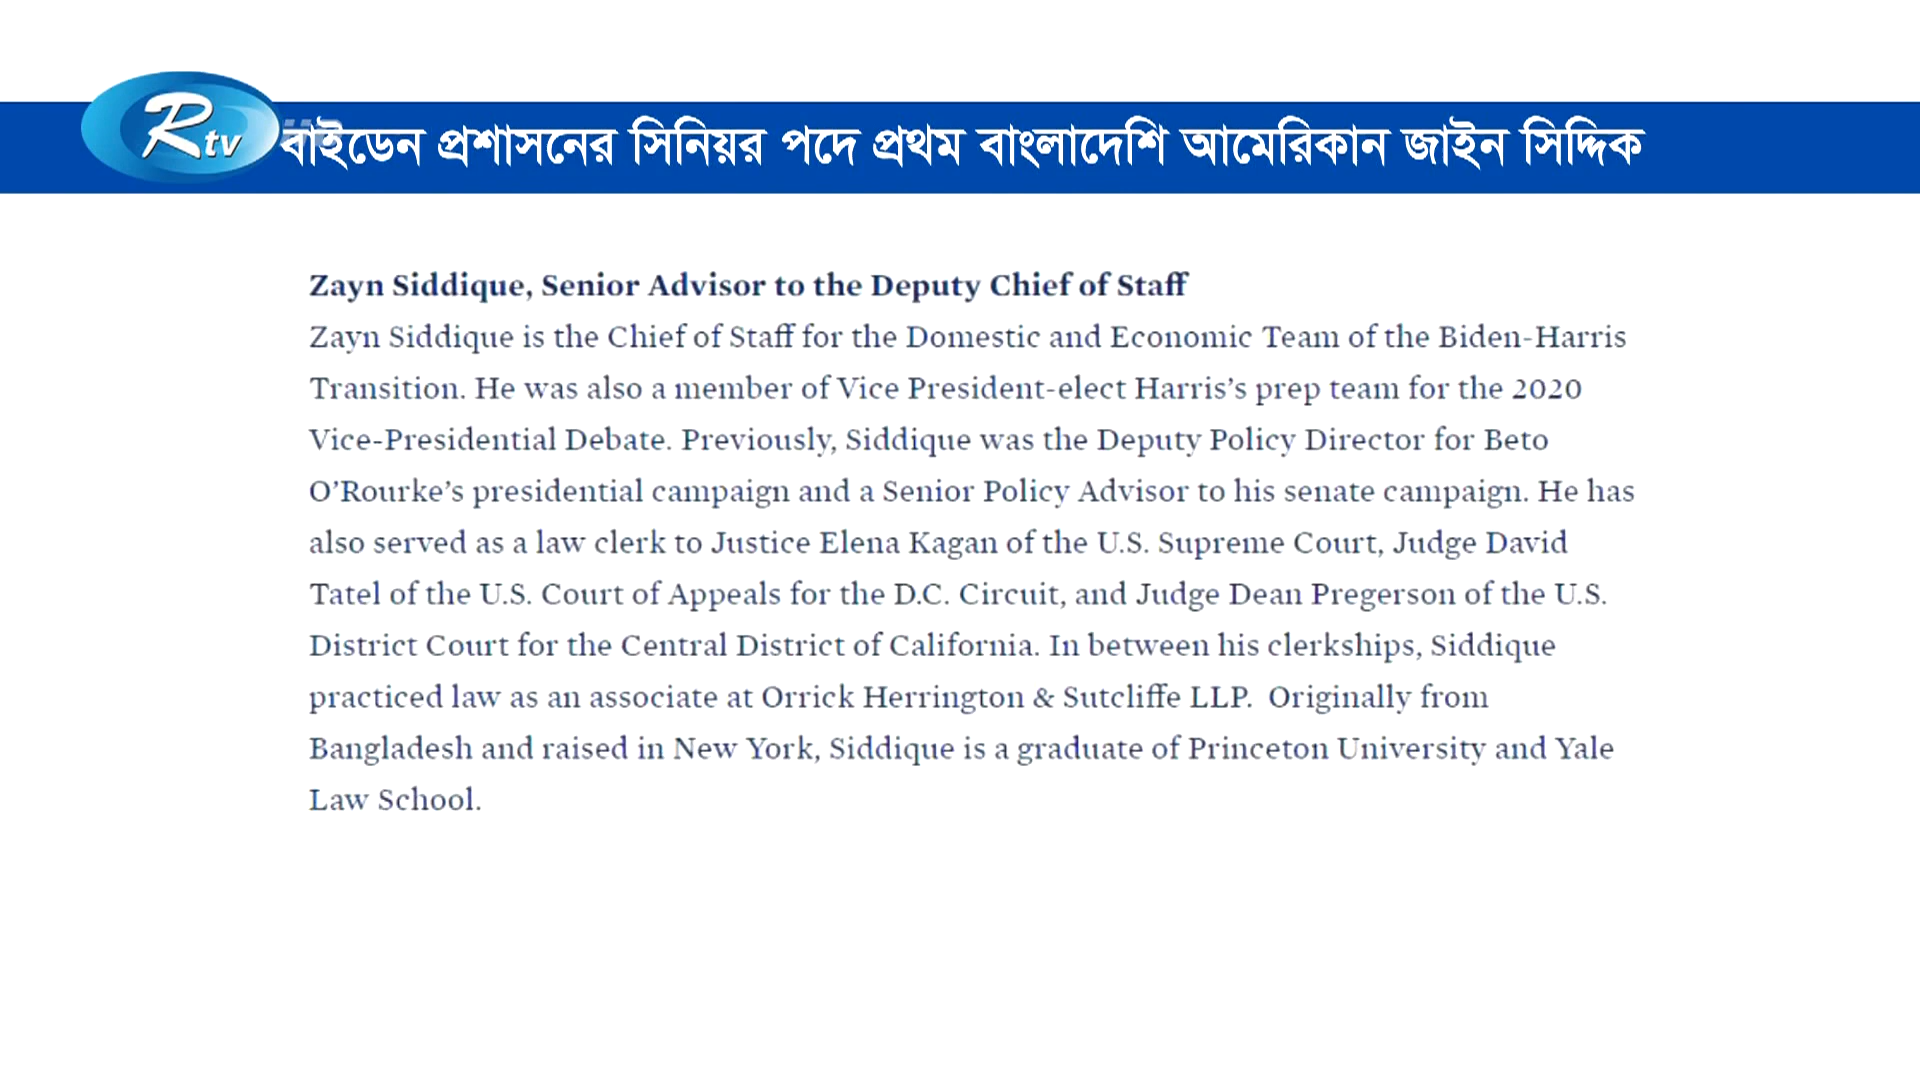 Rtv
বাইডেন প্রশাসনের সিনিয়র পদে প্রথম বাংলাদেশি আমেরিকান জাইন সিদ্দিক
Zayn Siddique, Senior Advisor to the Deputy Chief of Staff
Zayn Siddique is the Chief of Staff for the Domestic and Economic Team of the Biden-Harris
Transition. He was also a member of Vice President-elect Harris’s prep team for the 2020
Vice-Presidential Debate. Previously, Siddique was the Deputy Policy Director for Beto
O’Rourke’s presidential campaign and a Senior Policy Advisor to his senate campaign. He has
also served as a law clerk to Justice Elena Kagan of the U.S. Supreme Court, Judge David
Tatel of the U.S. Court of Appeals for the D.C. Circuit, and Judge Dean Pregerson of the U.S.
District Court for the Central District of California. In between his clerkships, Siddique
practiced law as an associate at Orrick Herrington & Sutcliffe LLP.  Originally from
Bangladesh and raised in New York, Siddique is a graduate of Princeton University and Yale
Law School.